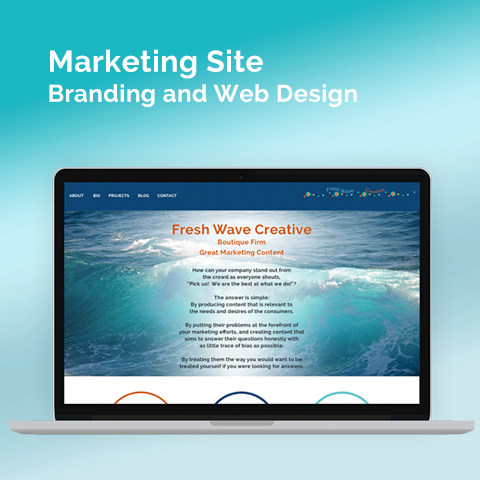 Marketing Site
Branding and Web Design
ABOUT BIO PROJECTS BLOG CONTACT
Fresh Wave Creative
Fresh Wave Creative
Boutique Firm
Great Marketing Content
How can your company stand out from
the crowd as everyone shouts,
"Pick us! We are the best at what we do!"?
The answer is simple:
By producing content that is relevant to
the needs and desires of the consumers.
By putting their problems at the forefront of
your marketing efforts, and creating content that
aims to answer their questions honestly with
as little trace of bias as possible.
By treating them the way you would want to be
treated yourself if you were looking for answers.